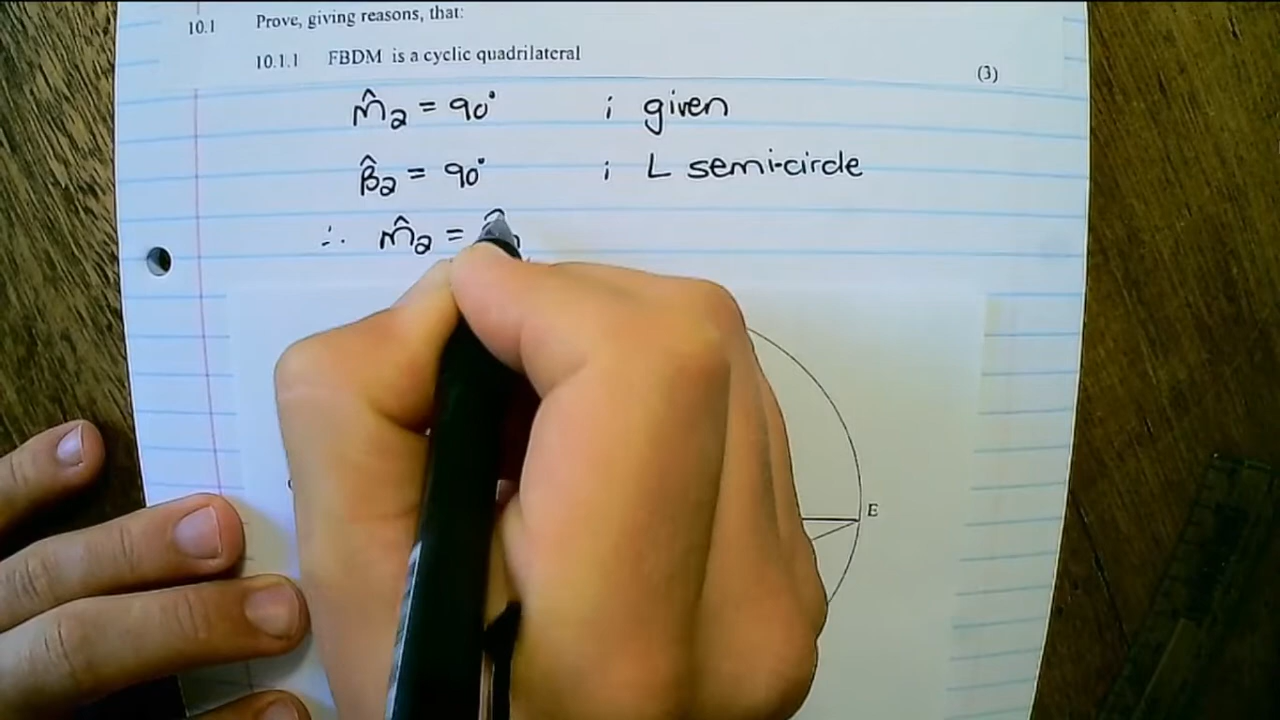 10.1 Prove, giving reasons, that:
10.1.1 FBDM is a cyclic quadrilateral
(3)
m̂2 = 90° ; given
β̂2 = 90° ; L semi-circle
∴ m̂2 =
E